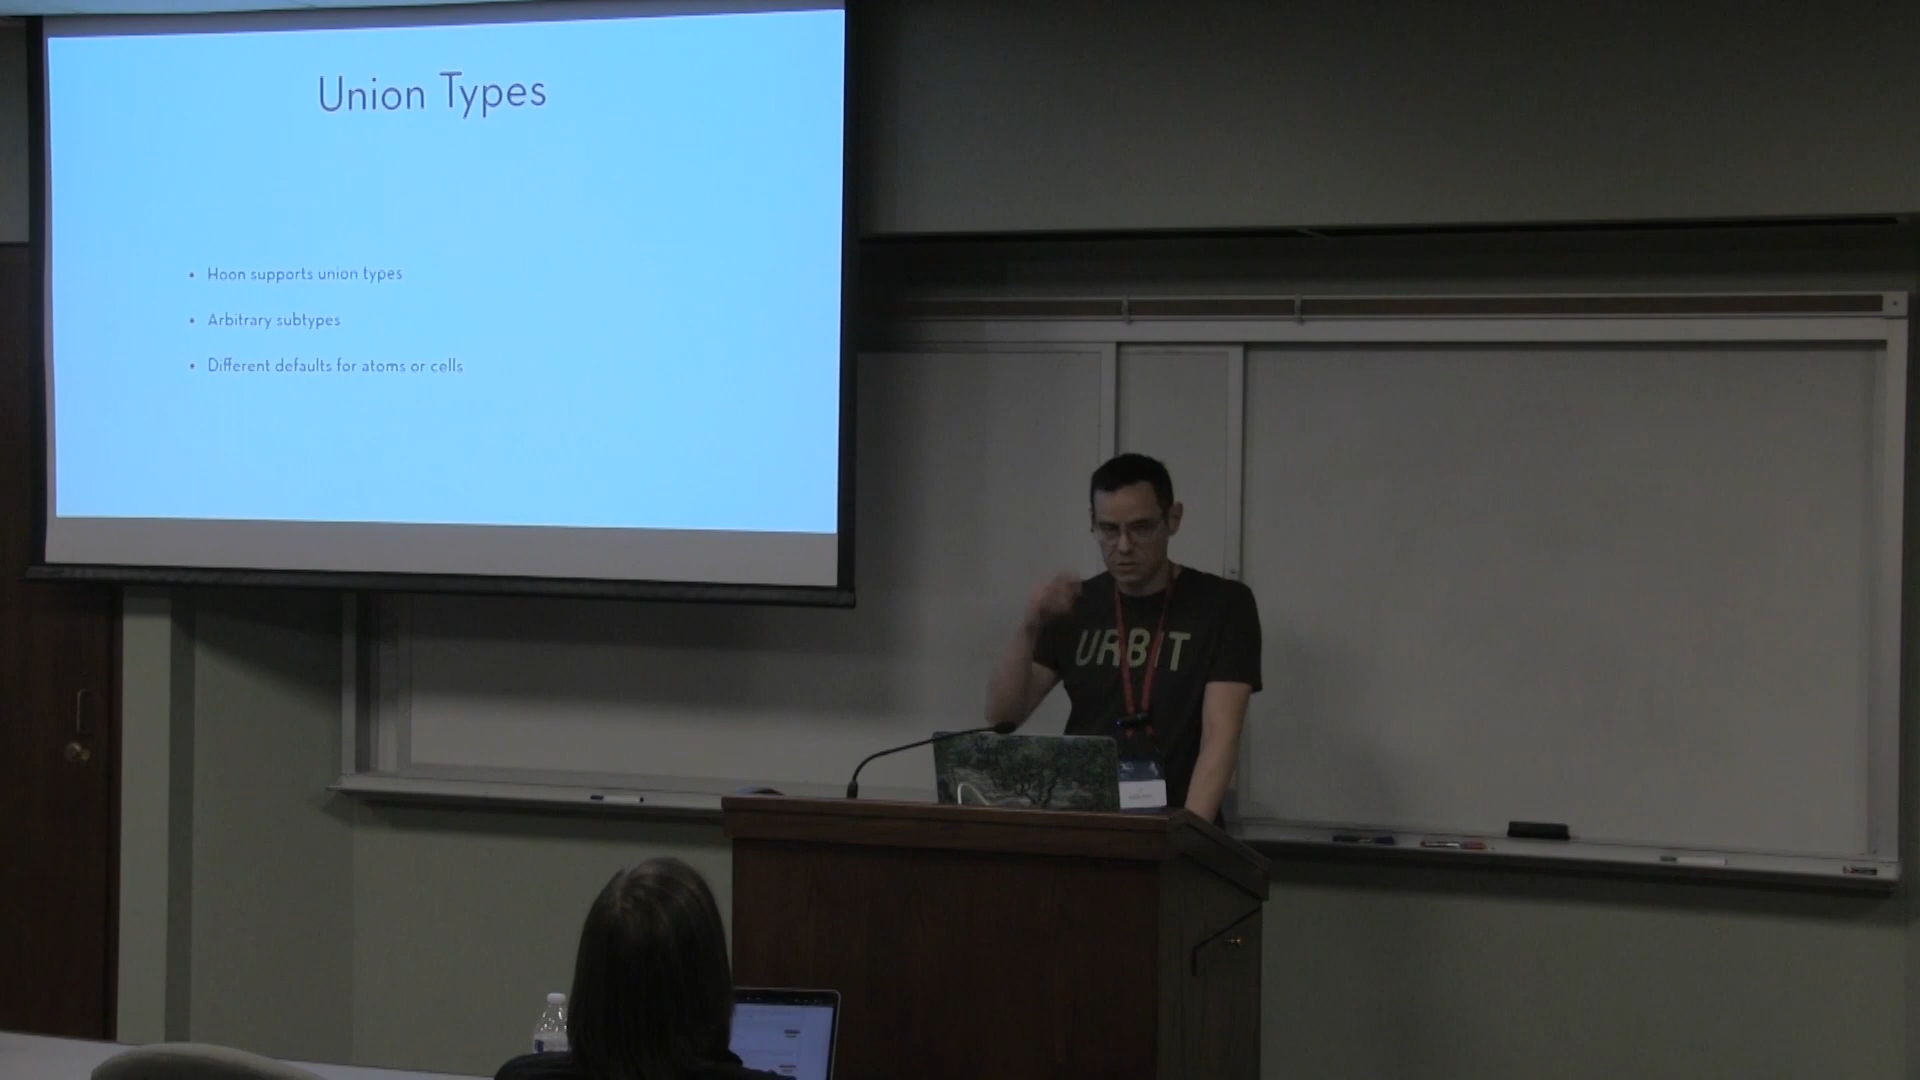 Union Types
• Hoon supports union types
• Arbitrary subtypes
• Different defaults for atoms or cells
URBIT